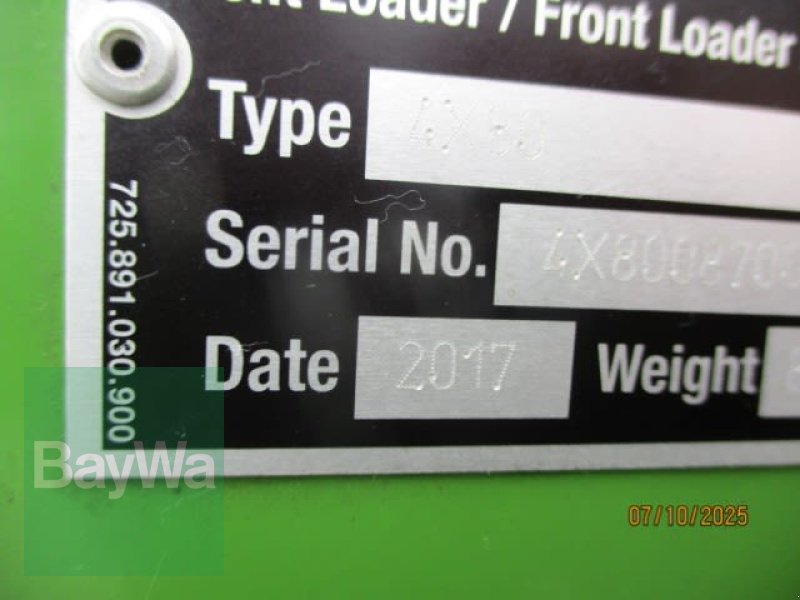 / Front Loader
Type 4X80
Serial No.
Date 2017 Weight
725.891.030.900
BayWa
07/10/2025